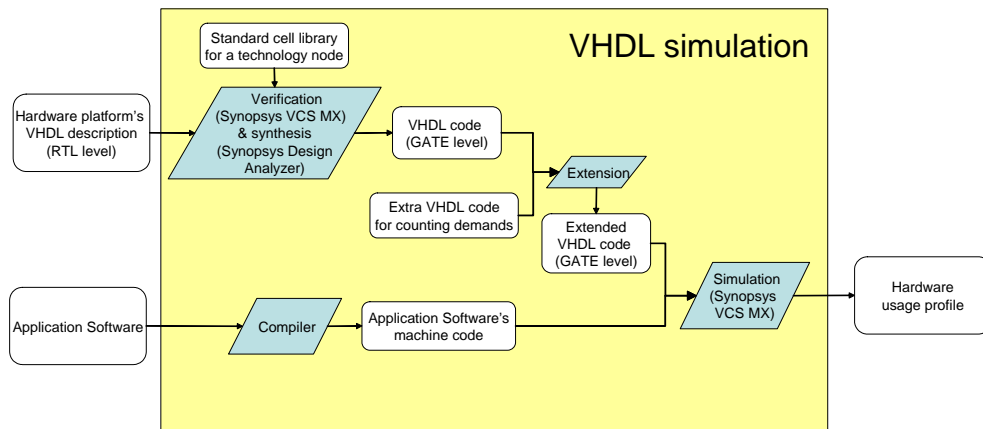 VHDL simulation
Standard cell library
for a technology node
Hardware platform's
VHDL description
(RTL level)
Verification
(Synopsys VCS MX)
& synthesis
(Synopsys Design
Analyzer)
VHDL code
(GATE level)
Extension
Extra VHDL code
for counting demands
Extended
VHDL code
(GATE level)
Simulation
(Synopsys
VCS MX)
Hardware
usage profile
Application Software
Compiler
Application Software's
machine code